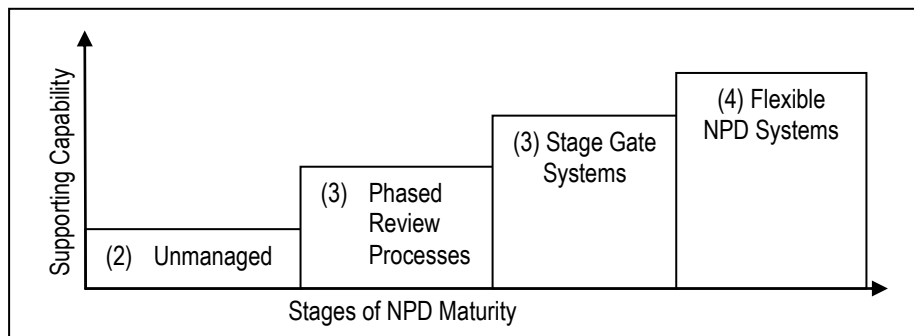 Supporting Capability
(2) Unmanaged
(3) Phased
Review
Processes
(3) Stage Gate
Systems
(4) Flexible
NPD Systems
Stages of NPD Maturity